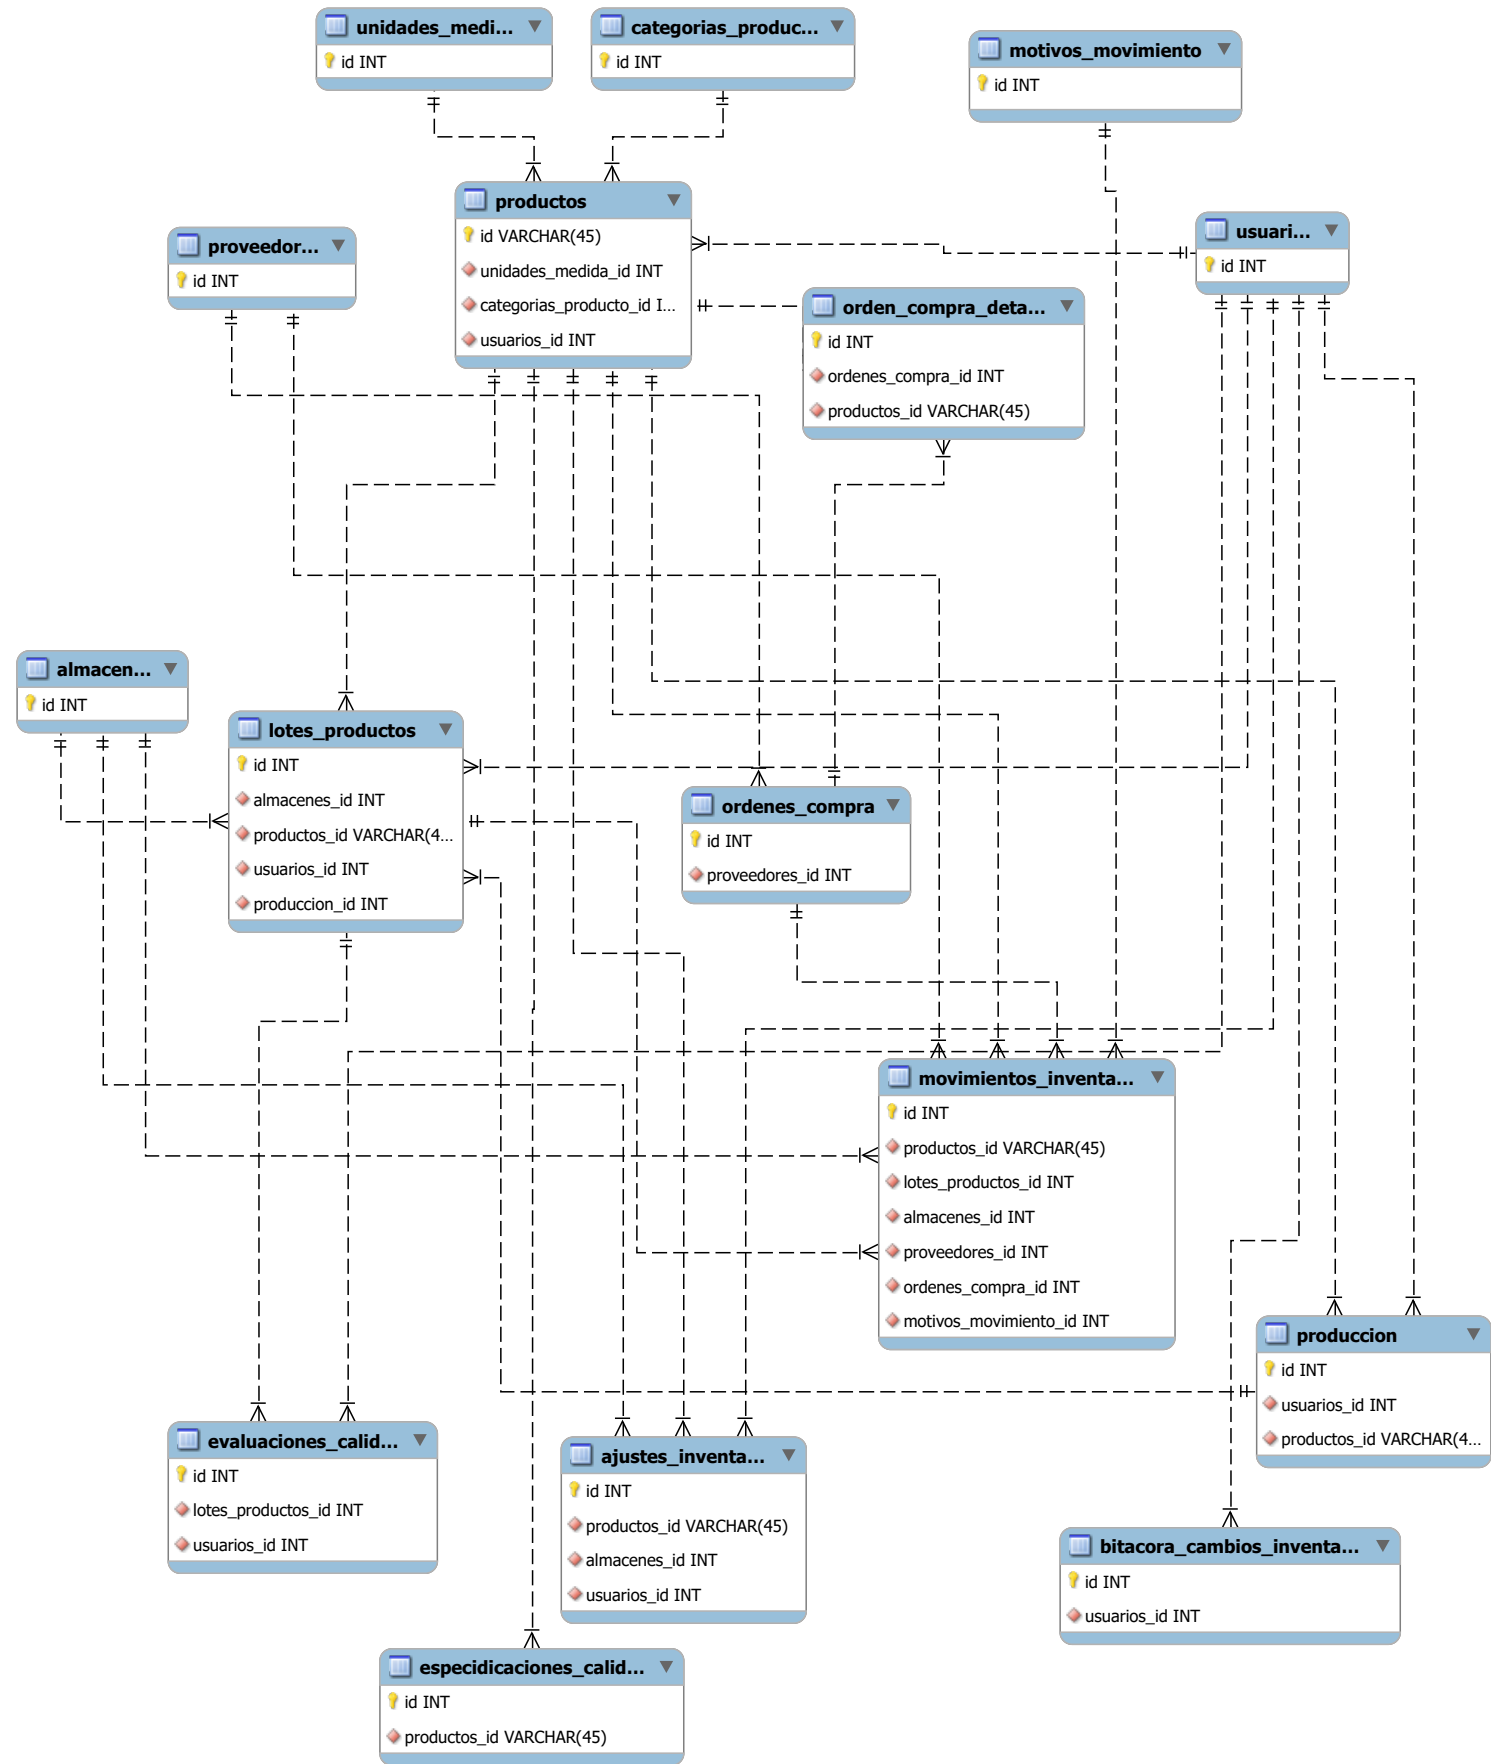 unidades_medi...
id INT
categorias_produc...
id INT
motivos_movimiento
id INT
productos
id VARCHAR(45)
unidades_medida_id INT
categorias_producto_id I...
usuarios_id INT
proveedor...
id INT
usuari...
id INT
orden_compra_deta...
id INT
ordenes_compra_id INT
productos_id VARCHAR(45)
almacen...
id INT
lotes_productos
id INT
almacenes_id INT
productos_id VARCHAR(4...
usuarios_id INT
produccion_id INT
ordenes_compra
id INT
proveedores_id INT
movimientos_inventa...
id INT
productos_id VARCHAR(45)
lotes_productos_id INT
almacenes_id INT
proveedores_id INT
ordenes_compra_id INT
motivos_movimiento_id INT
produccion
id INT
usuarios_id INT
productos_id VARCHAR(4...
evaluaciones_calid...
id INT
lotes_productos_id INT
usuarios_id INT
ajustes_inventa...
id INT
productos_id VARCHAR(45)
almacenes_id INT
usuarios_id INT
bitacora_cambios_inventa...
id INT
usuarios_id INT
especidicaciones_calid...
id INT
productos_id VARCHAR(45)